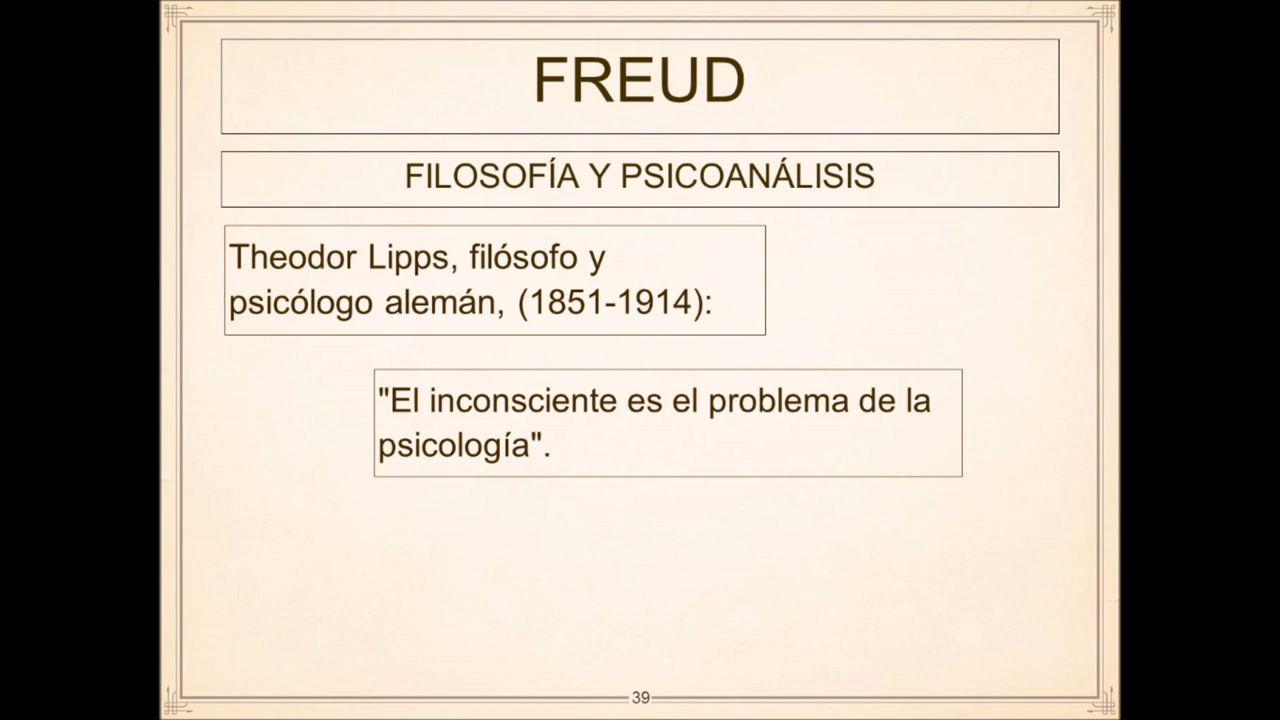 FREUD
FILOSOFÍA Y PSICOANÁLISIS
Theodor Lipps, filósofo y
psicólogo alemán, (1851-1914):
"El inconsciente es el problema de la
psicología".
39